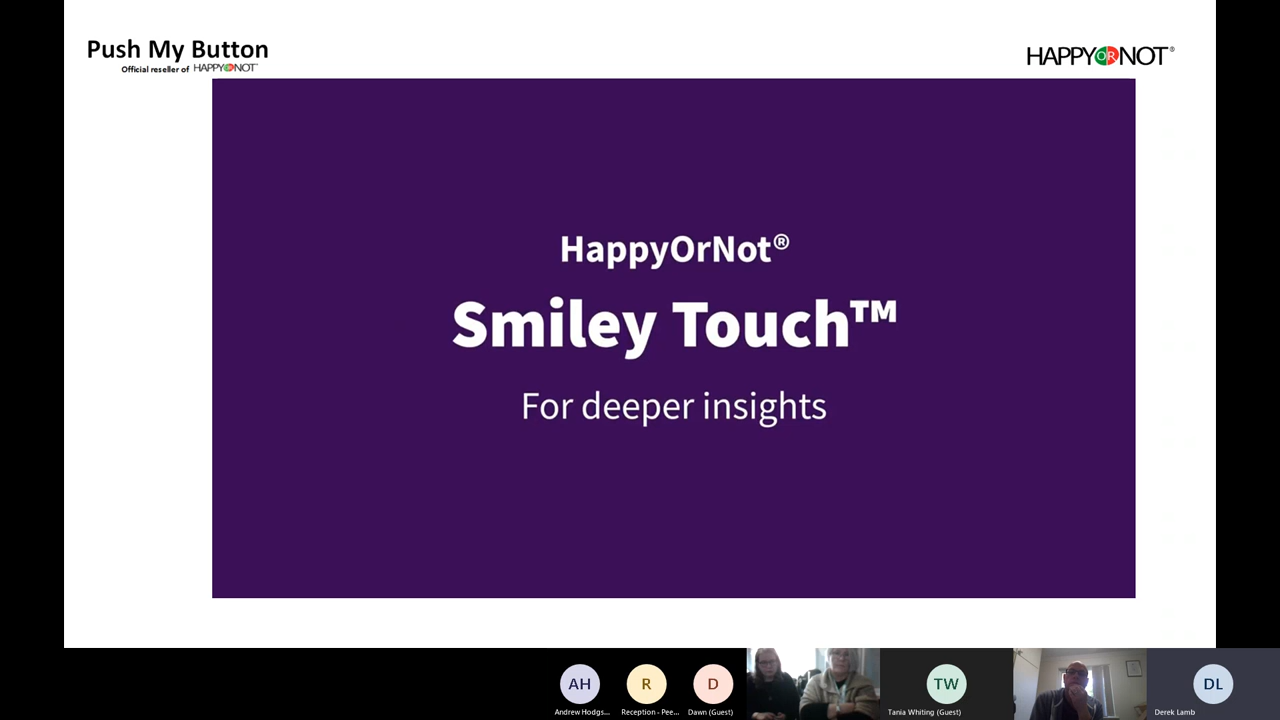 Push My Button
Official reseller of HAPPYORNOT™
HAPPYORNOT®
HappyOrNot®
Smiley Touch™
For deeper insights
AH
R
D
TW
DL
Andrew Hodgs...
Reception - Pee...
Dawn (Guest)
Tania Whiting (Guest)
Derek Lamb